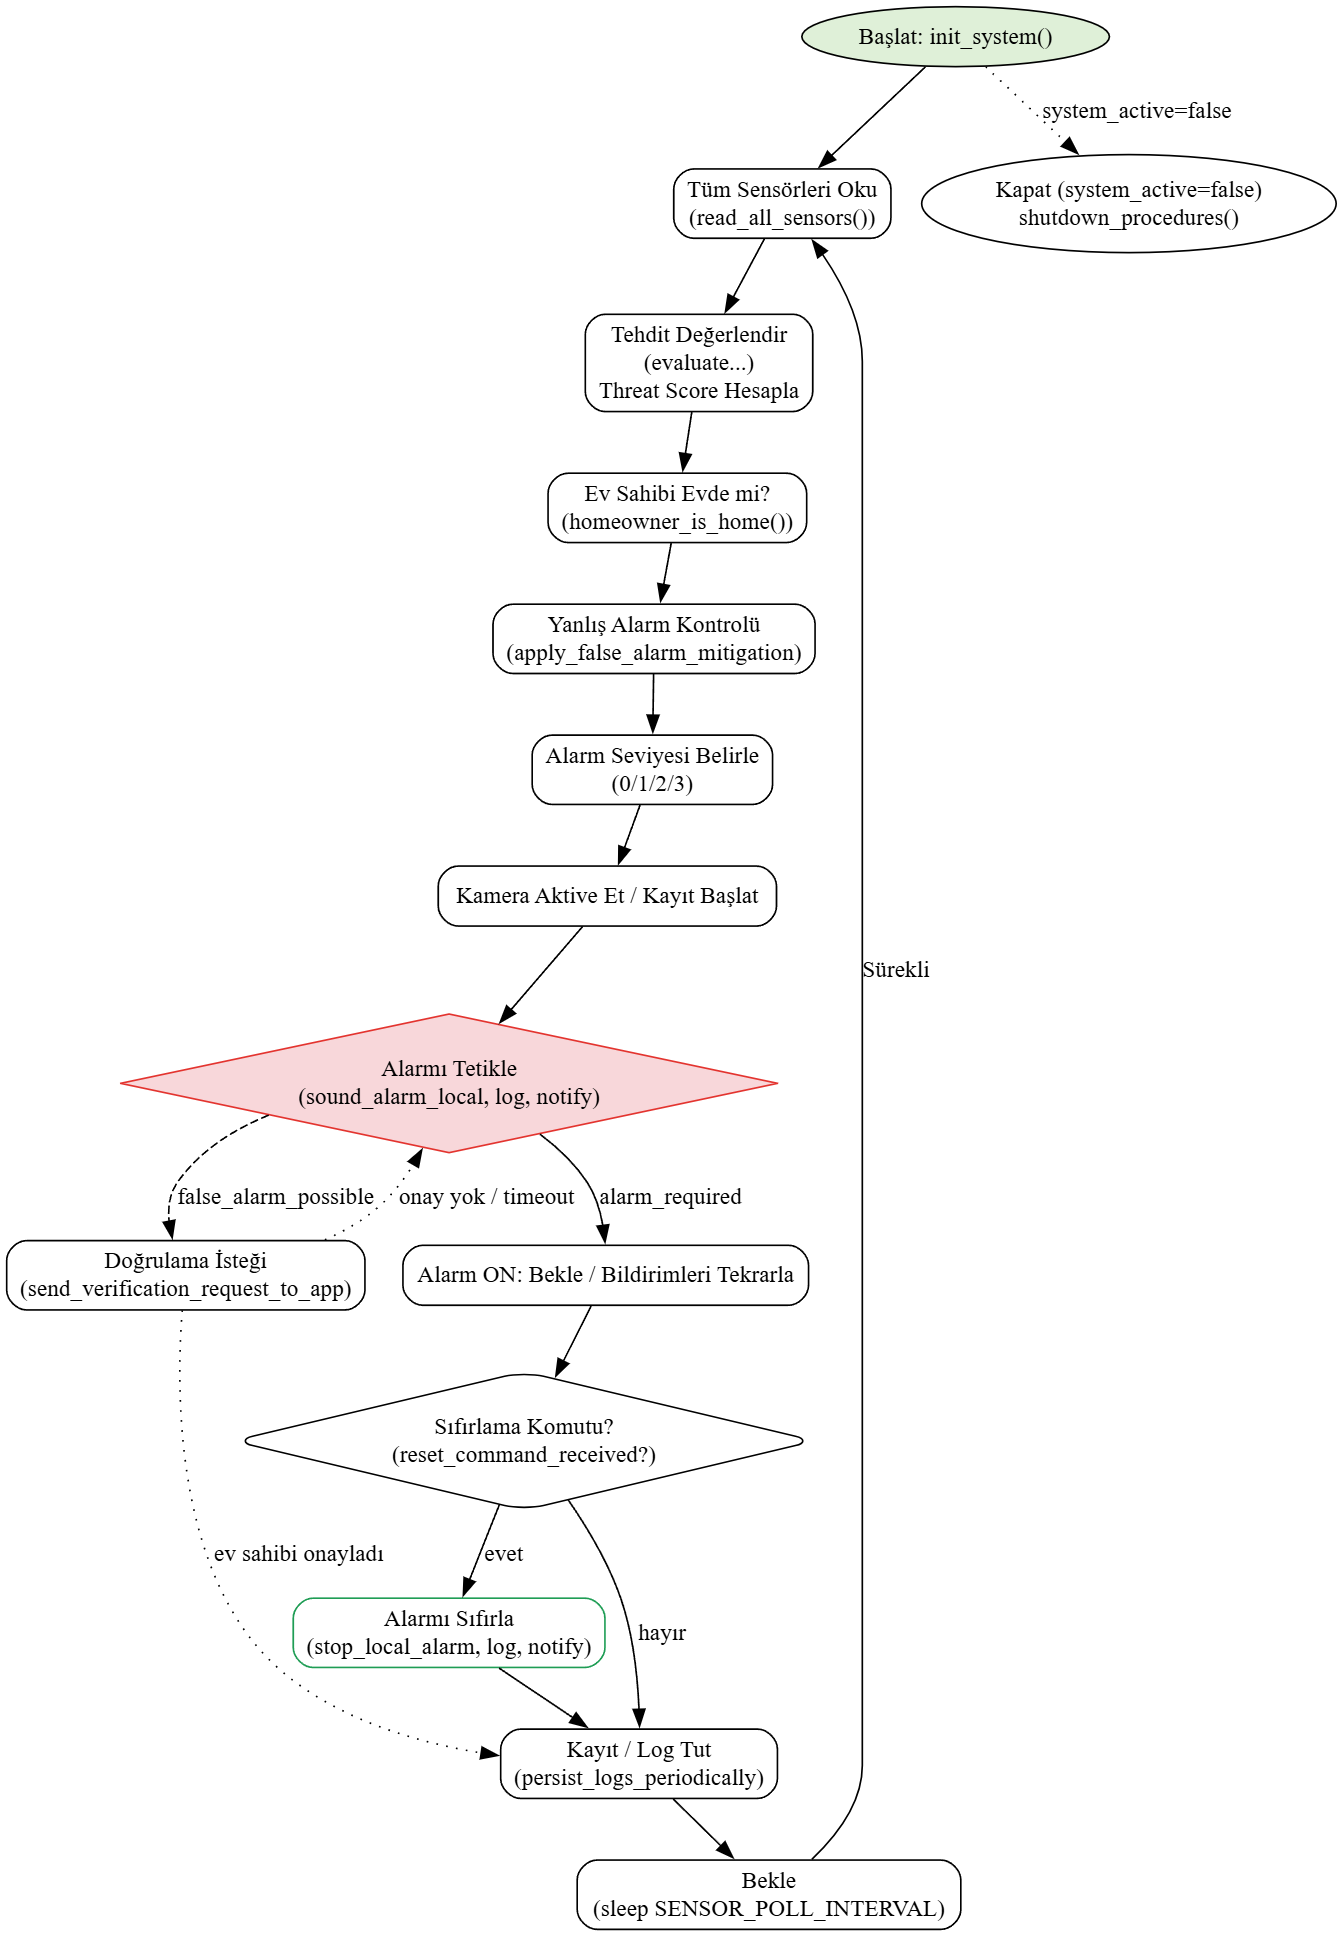 Başlat: init_system()
system_active=false
Tüm Sensörleri Oku
(read_all_sensors())
Kapat (system_active=false)
shutdown_procedures()
Tehdit Değerlendir
(evaluate...)
Threat Score Hesapla
Ev Sahibi Evde mi?
(homeowner_is_home())
Yanlış Alarm Kontrolü
(apply_false_alarm_mitigation)
Alarm Seviyesi Belirle
(0/1/2/3)
Kamera Aktive Et / Kayıt Başlat
Sürekli
Alarmı Tetikle
(sound_alarm_local, log, notify)
false_alarm_possible
onay yok / timeout
alarm_required
Doğrulama İsteği
(send_verification_request_to_app)
Alarm ON: Bekle / Bildirimleri Tekrarla
Sıfırlama Komutu?
(reset_command_received?)
ev sahibi onayladı
evet
Alarmı Sıfırla
(stop_local_alarm, log, notify)
hayır
Kayıt / Log Tut
(persist_logs_periodically)
Bekle
(sleep SENSOR_POLL_INTERVAL)